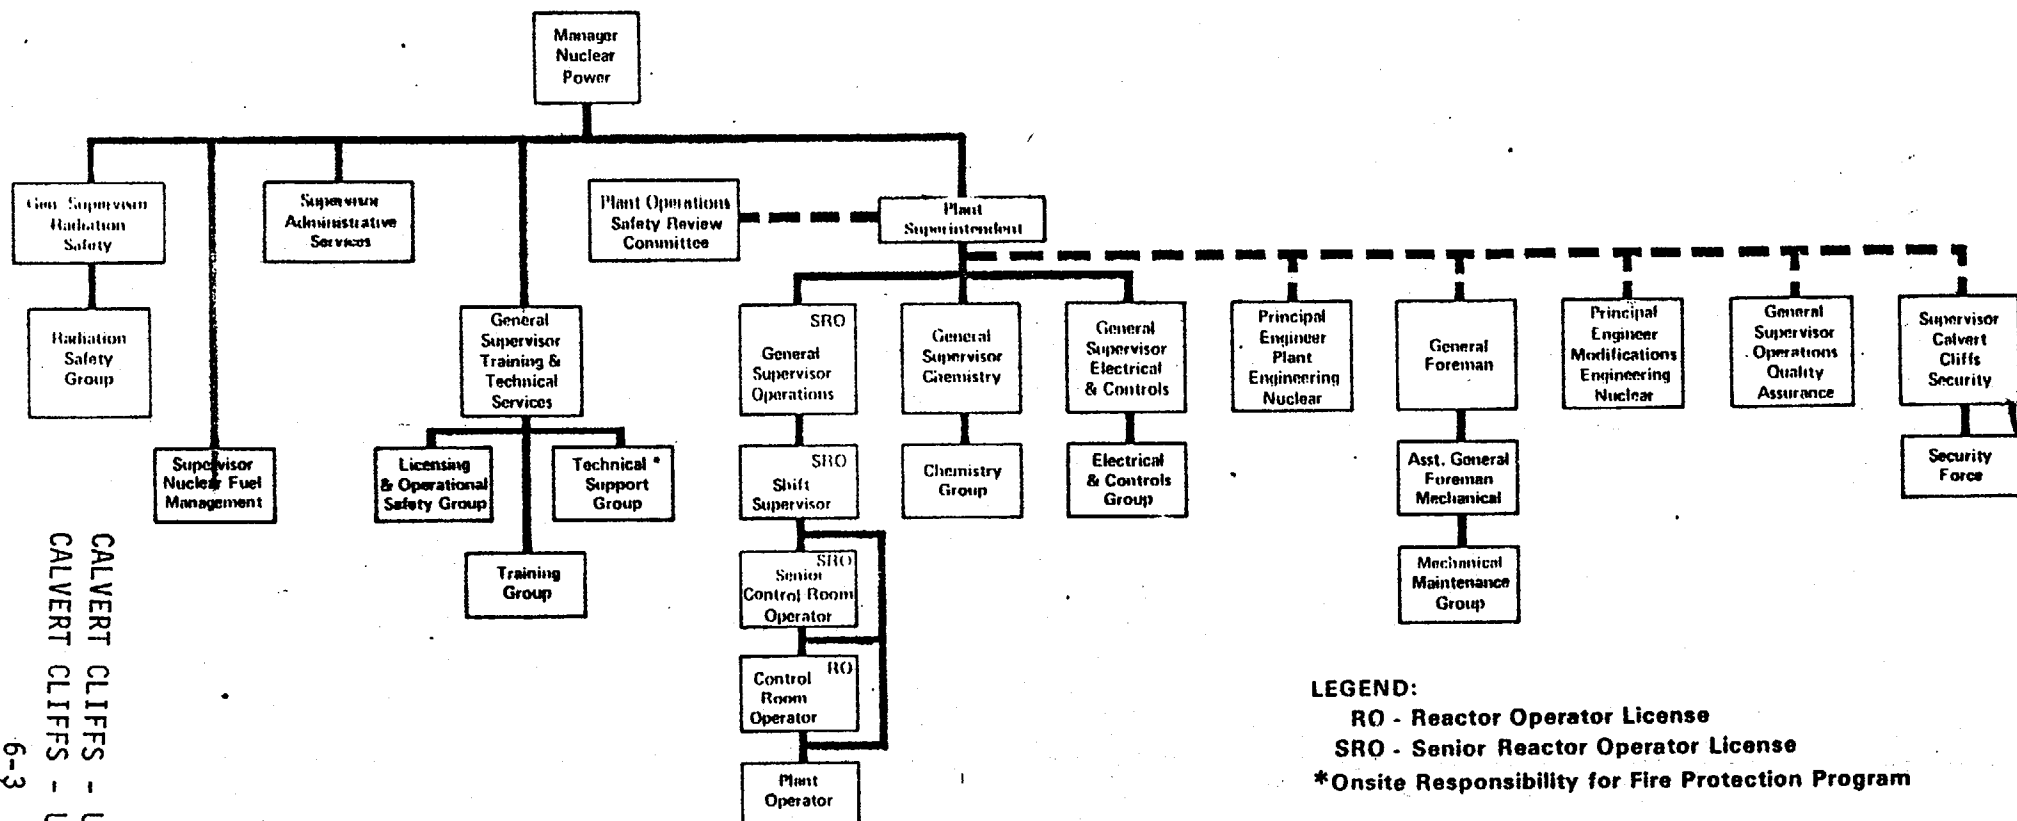 Manager
Nuclear
Power
Gen. Supervisor
Radiation
Safety
Supervisor
Administrative
Services
Plant Operations
Safety Review
Committee
Plant
Superintendent
Radiation
Safety
Group
General
Supervisor
Training &
Technical
Services
SRO
General
Supervisor
Operations
General
Supervisor
Chemistry
General
Supervisor
Electrical
& Controls
Principal
Engineer
Plant
Engineering
Nuclear
General
Foreman
Principal
Engineer
Modifications
Engineering
Nuclear
General
Supervisor
Operations
Quality
Assurance
Supervisor
Calvert
Cliffs
Security
Supervisor
Nuclear Fuel
Management
Licensing
& Operational
Safety Group
Technical *
Support
Group
SRO
Shift
Supervisor
Chemistry
Group
Electrical
& Controls
Group
Asst. General
Foreman
Mechanical
Security
Force
Training
Group
SRO
Senior
Control Room
Operator
Mechanical
Maintenance
Group
RO
Control
Room
Operator
Plant
Operator
LEGEND:
RO - Reactor Operator License
SRO - Senior Reactor Operator License
*Onsite Responsibility for Fire Protection Program
CALVERT CLIFFS -
CALVERT CLIFFS -
6-3